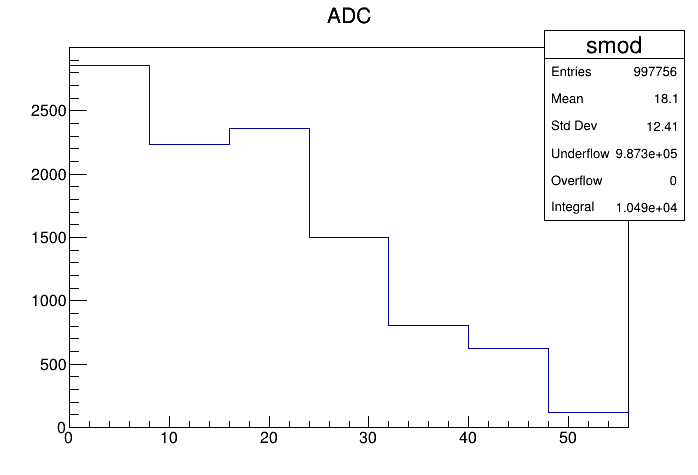 ADC
smod
Entries 997756
Mean 18.1
Std Dev 12.41
Underflow 9.873e+05
Overflow 0
Integral 1.049e+04
2500
2000
1500
1000
500
0
0 10 20 30 40 50